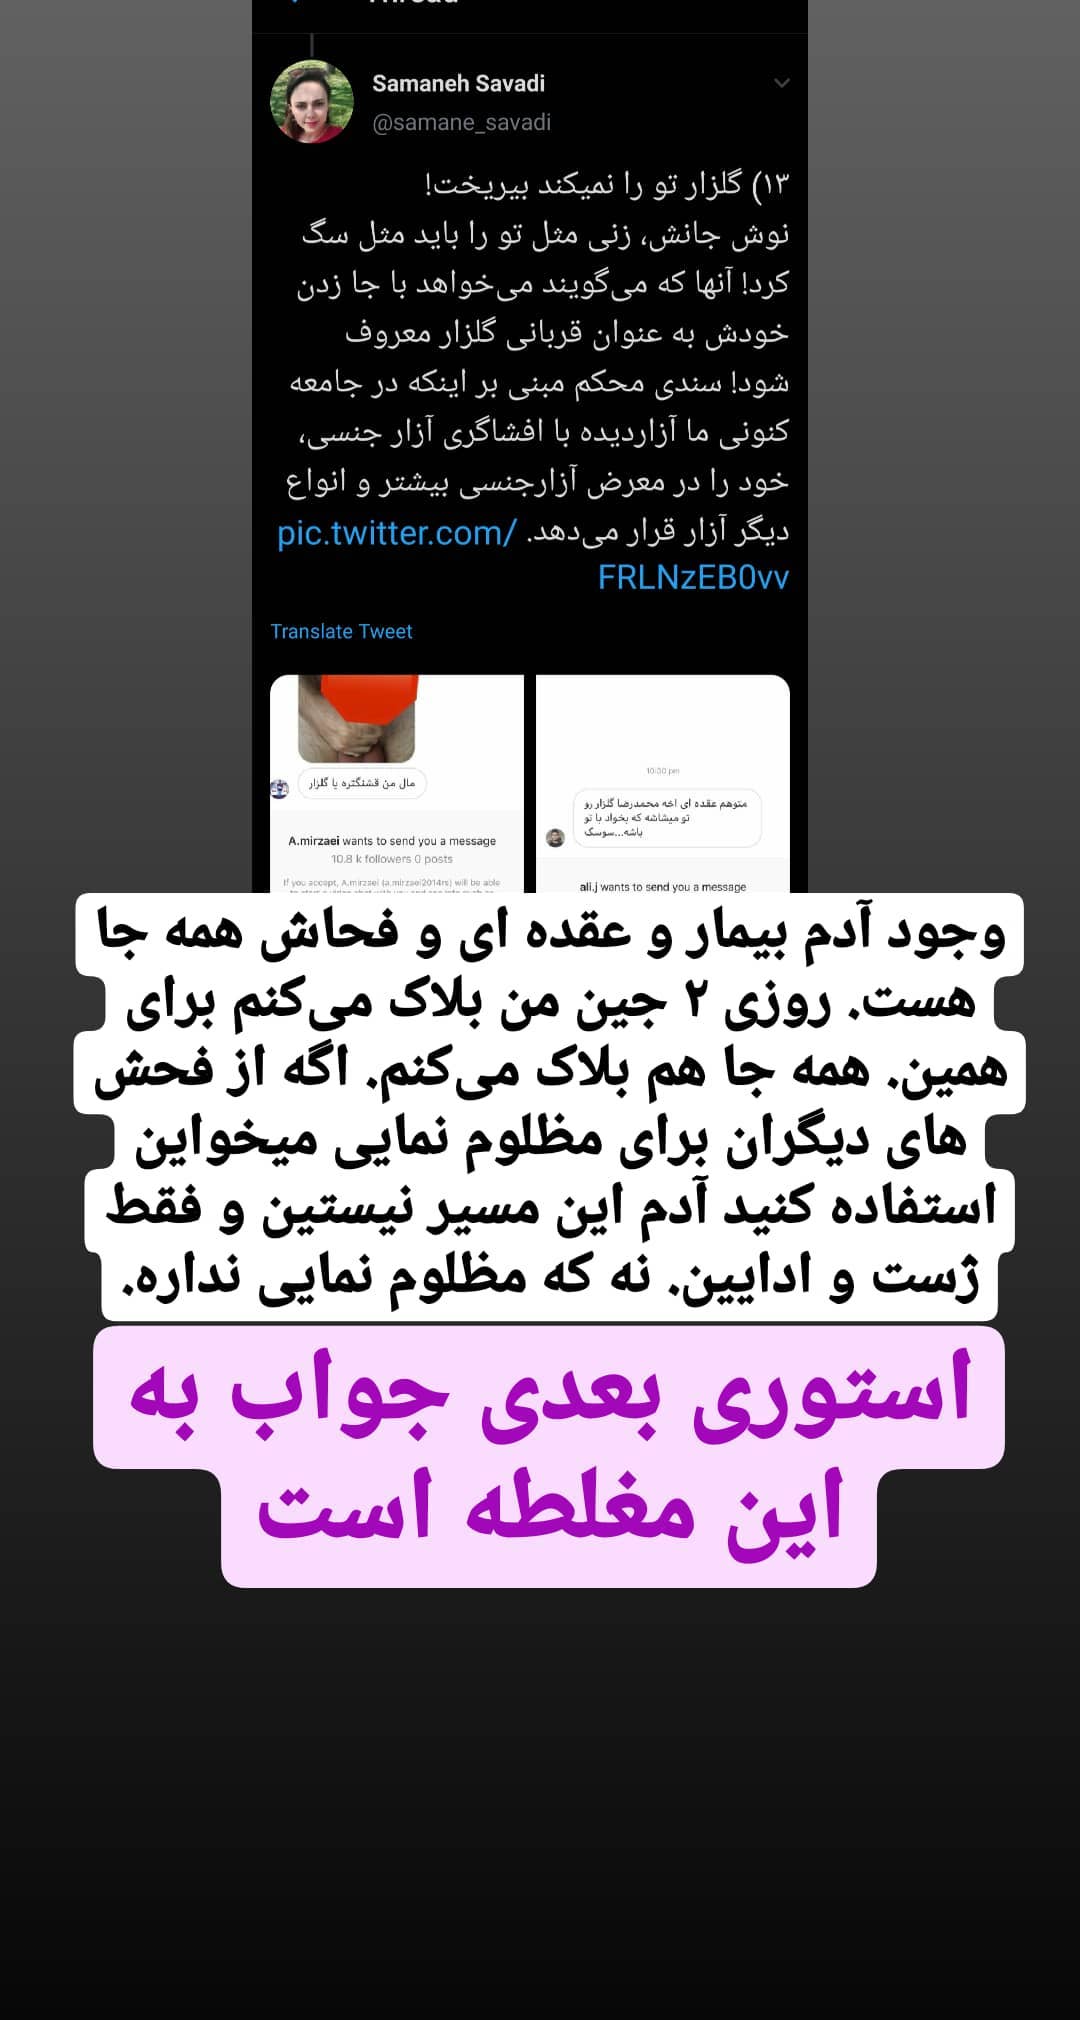 Samaneh Savadi
@samane_savadi
۱۳) گلزار تو را نمیکند بیریخت!
نوش جانش، زنی مثل تو را باید مثل سگ
کرد! آنها که می‌گویند می‌خواهد با جا زدن
خودش به عنوان قربانی گلزار معروف
شود! سندی محکم مبنی بر اینکه در جامعه
کنونی ما آزاردیده با افشاگری آزار جنسی،
خود را در معرض آزارجنسی بیشتر و انواع
دیگر آزار قرار می‌دهد. pic.twitter.com/
FRLNzEB0vv
Translate Tweet
مال من قشنگتره یا گلزار
A.mirzaei wants to send you a message
10.8 k followers 0 posts
If you accept, A.mirzaei (a.mirzaei2014rs) will be able
10:30 pm
متوهم عقده ای اخه محمدرضا گلزار رو
تو میشاشه که بخواد با تو
باشه...سوسک
ali.j wants to send you a message
وجود آدم بیمار و عقده ای و فحاش همه جا
هست. روزی ۲ جین من بلاک می‌کنم برای
همین. همه جا هم بلاک می‌کنم. اگه از فحش
های دیگران برای مظلوم نمایی میخواین
استفاده کنید آدم این مسیر نیستین و فقط
ژست و ادایین. نه که مظلوم نمایی نداره.
استوری بعدی جواب به
این مغلطه است